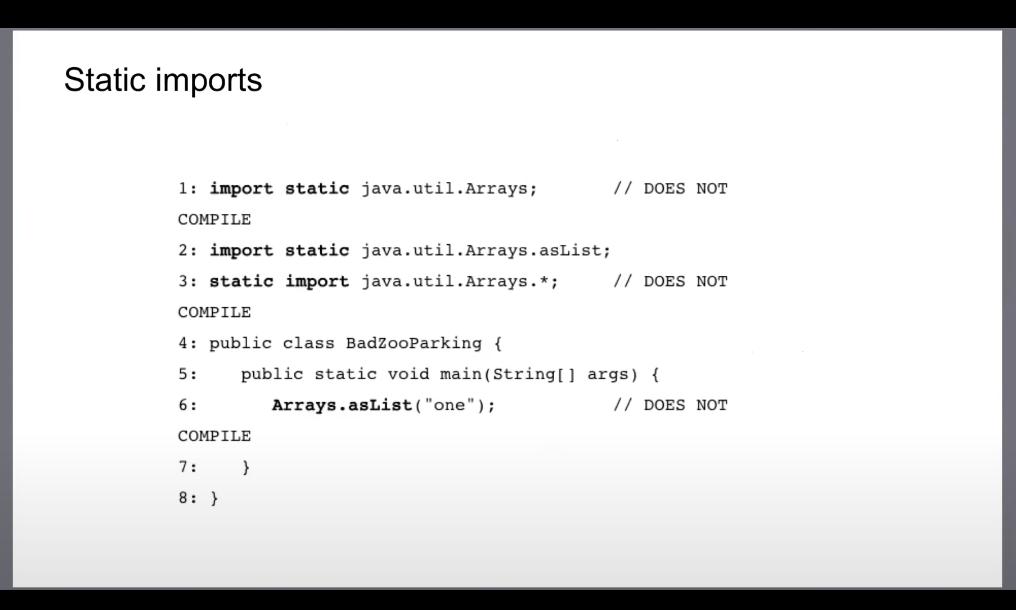 Static imports
1: import static java.util.Arrays; // DOES NOT
COMPILE
2: import static java.util.Arrays.asList;
3: static import java.util.Arrays.*; // DOES NOT
COMPILE
4: public class BadZooParking {
5: public static void main(String[] args) {
6: Arrays.asList("one"); // DOES NOT
COMPILE
7: }
8: }